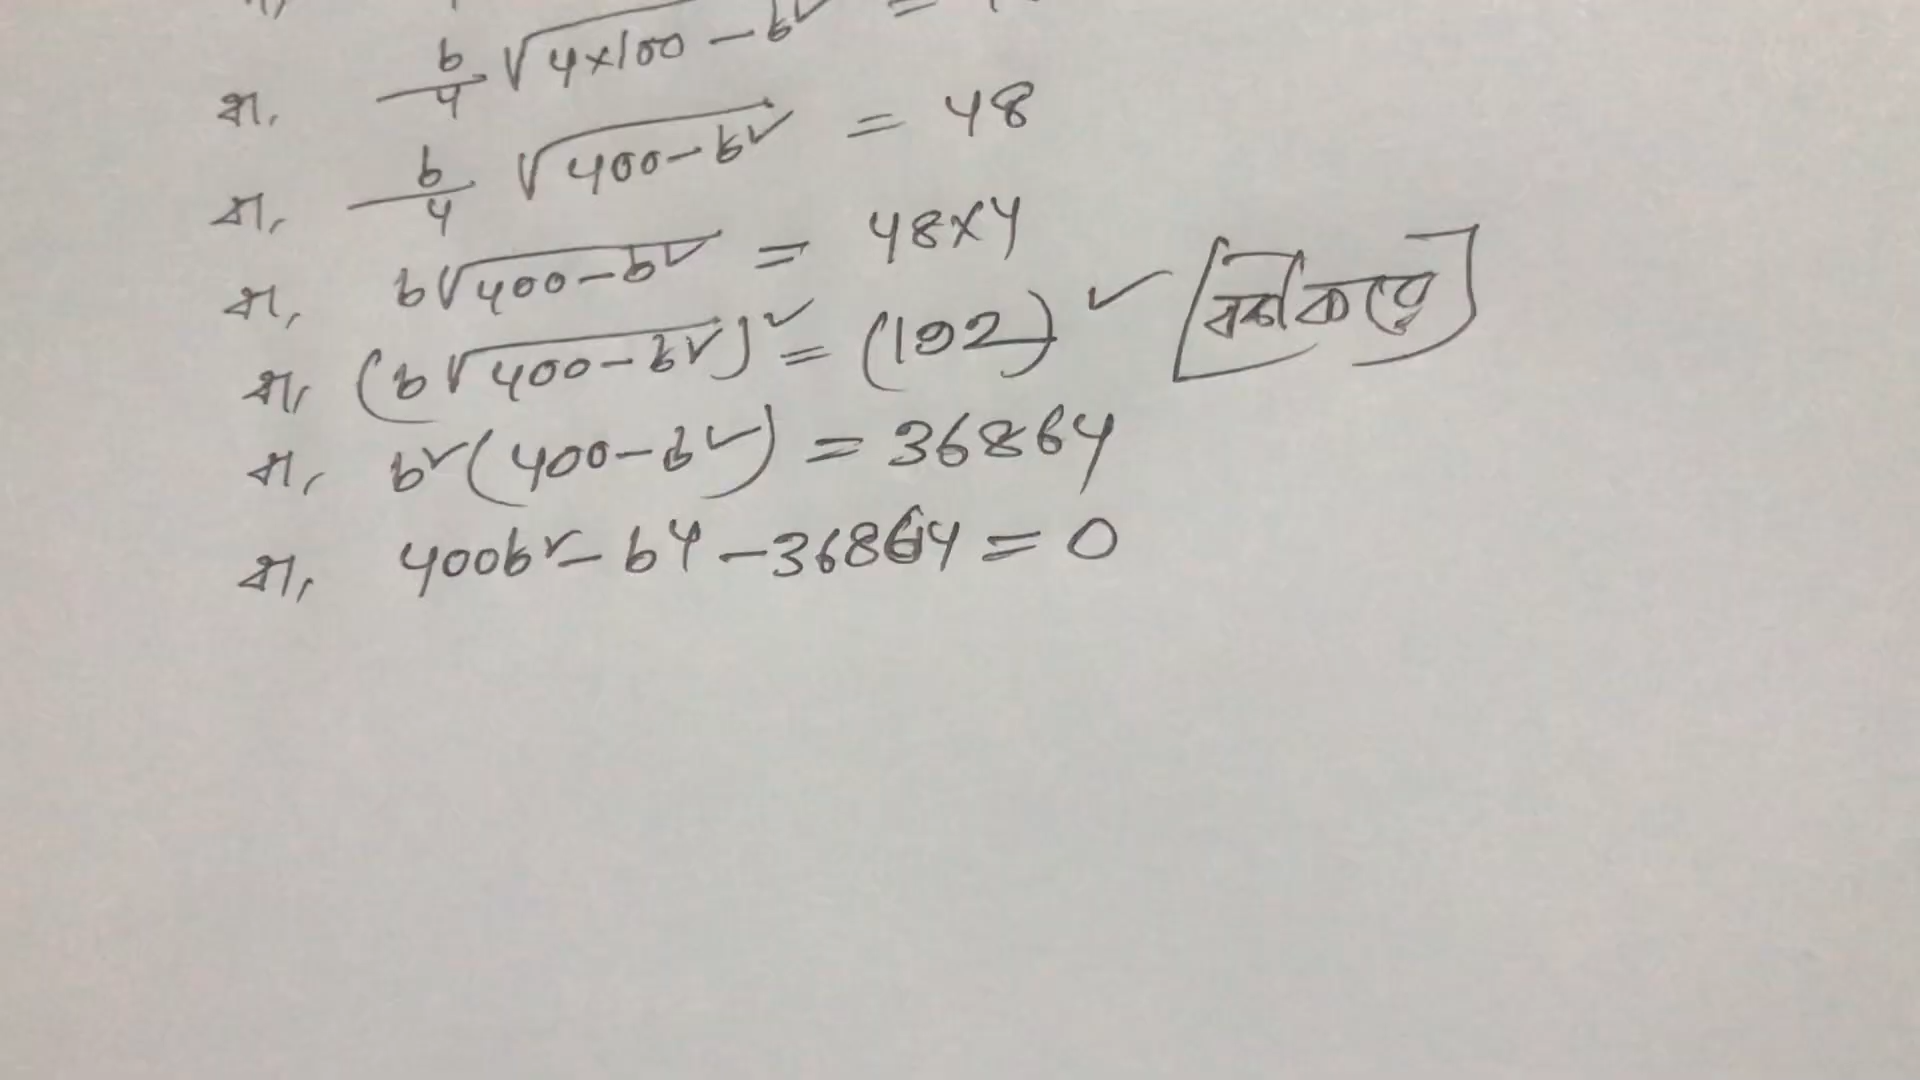 বা, b/4 √4×100 - b² =
বা, b/4 √400-b² = 48
বা, b√400-b² = 48×4
বা, (b√400-b²)² = (192)² [বর্গ করে]
বা, b²(400-b²) = 36864
বা, 400b² - b4 - 36864 = 0